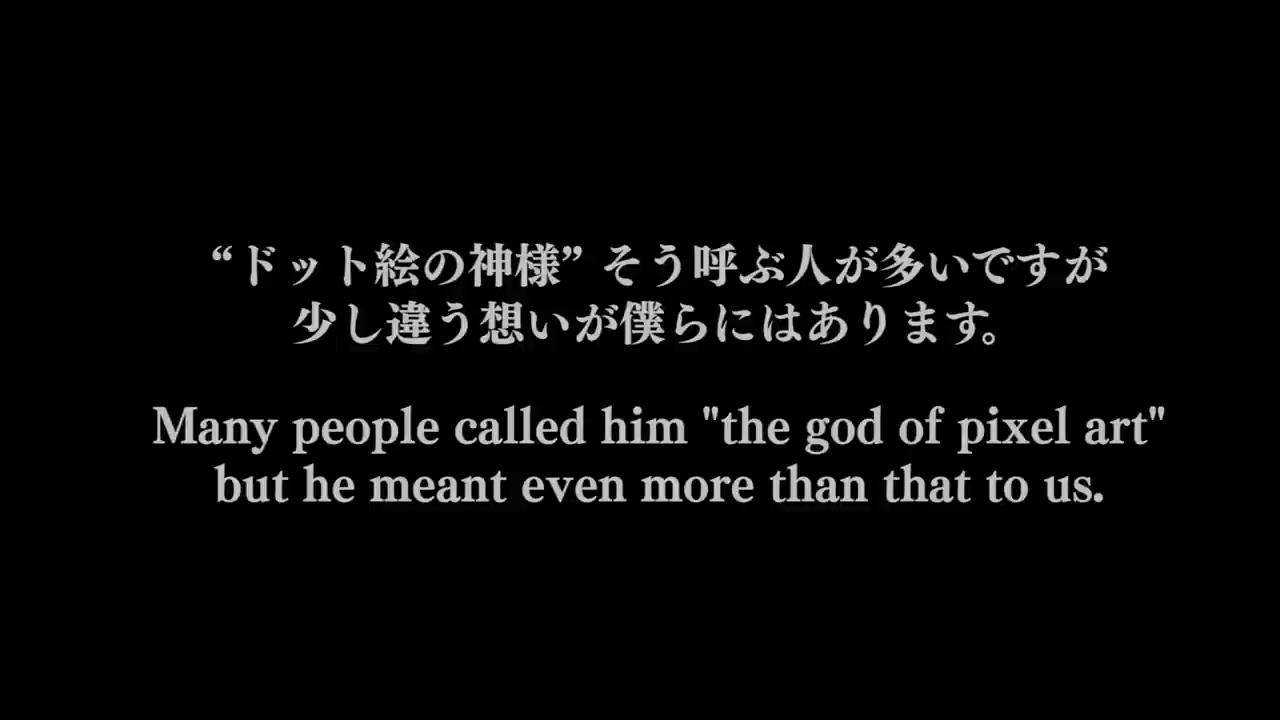 “ドット絵の神様” そう呼ぶ人が多いですが
少し違う想いが僕らにはあります。
Many people called him "the god of pixel art"
but he meant even more than that to us.